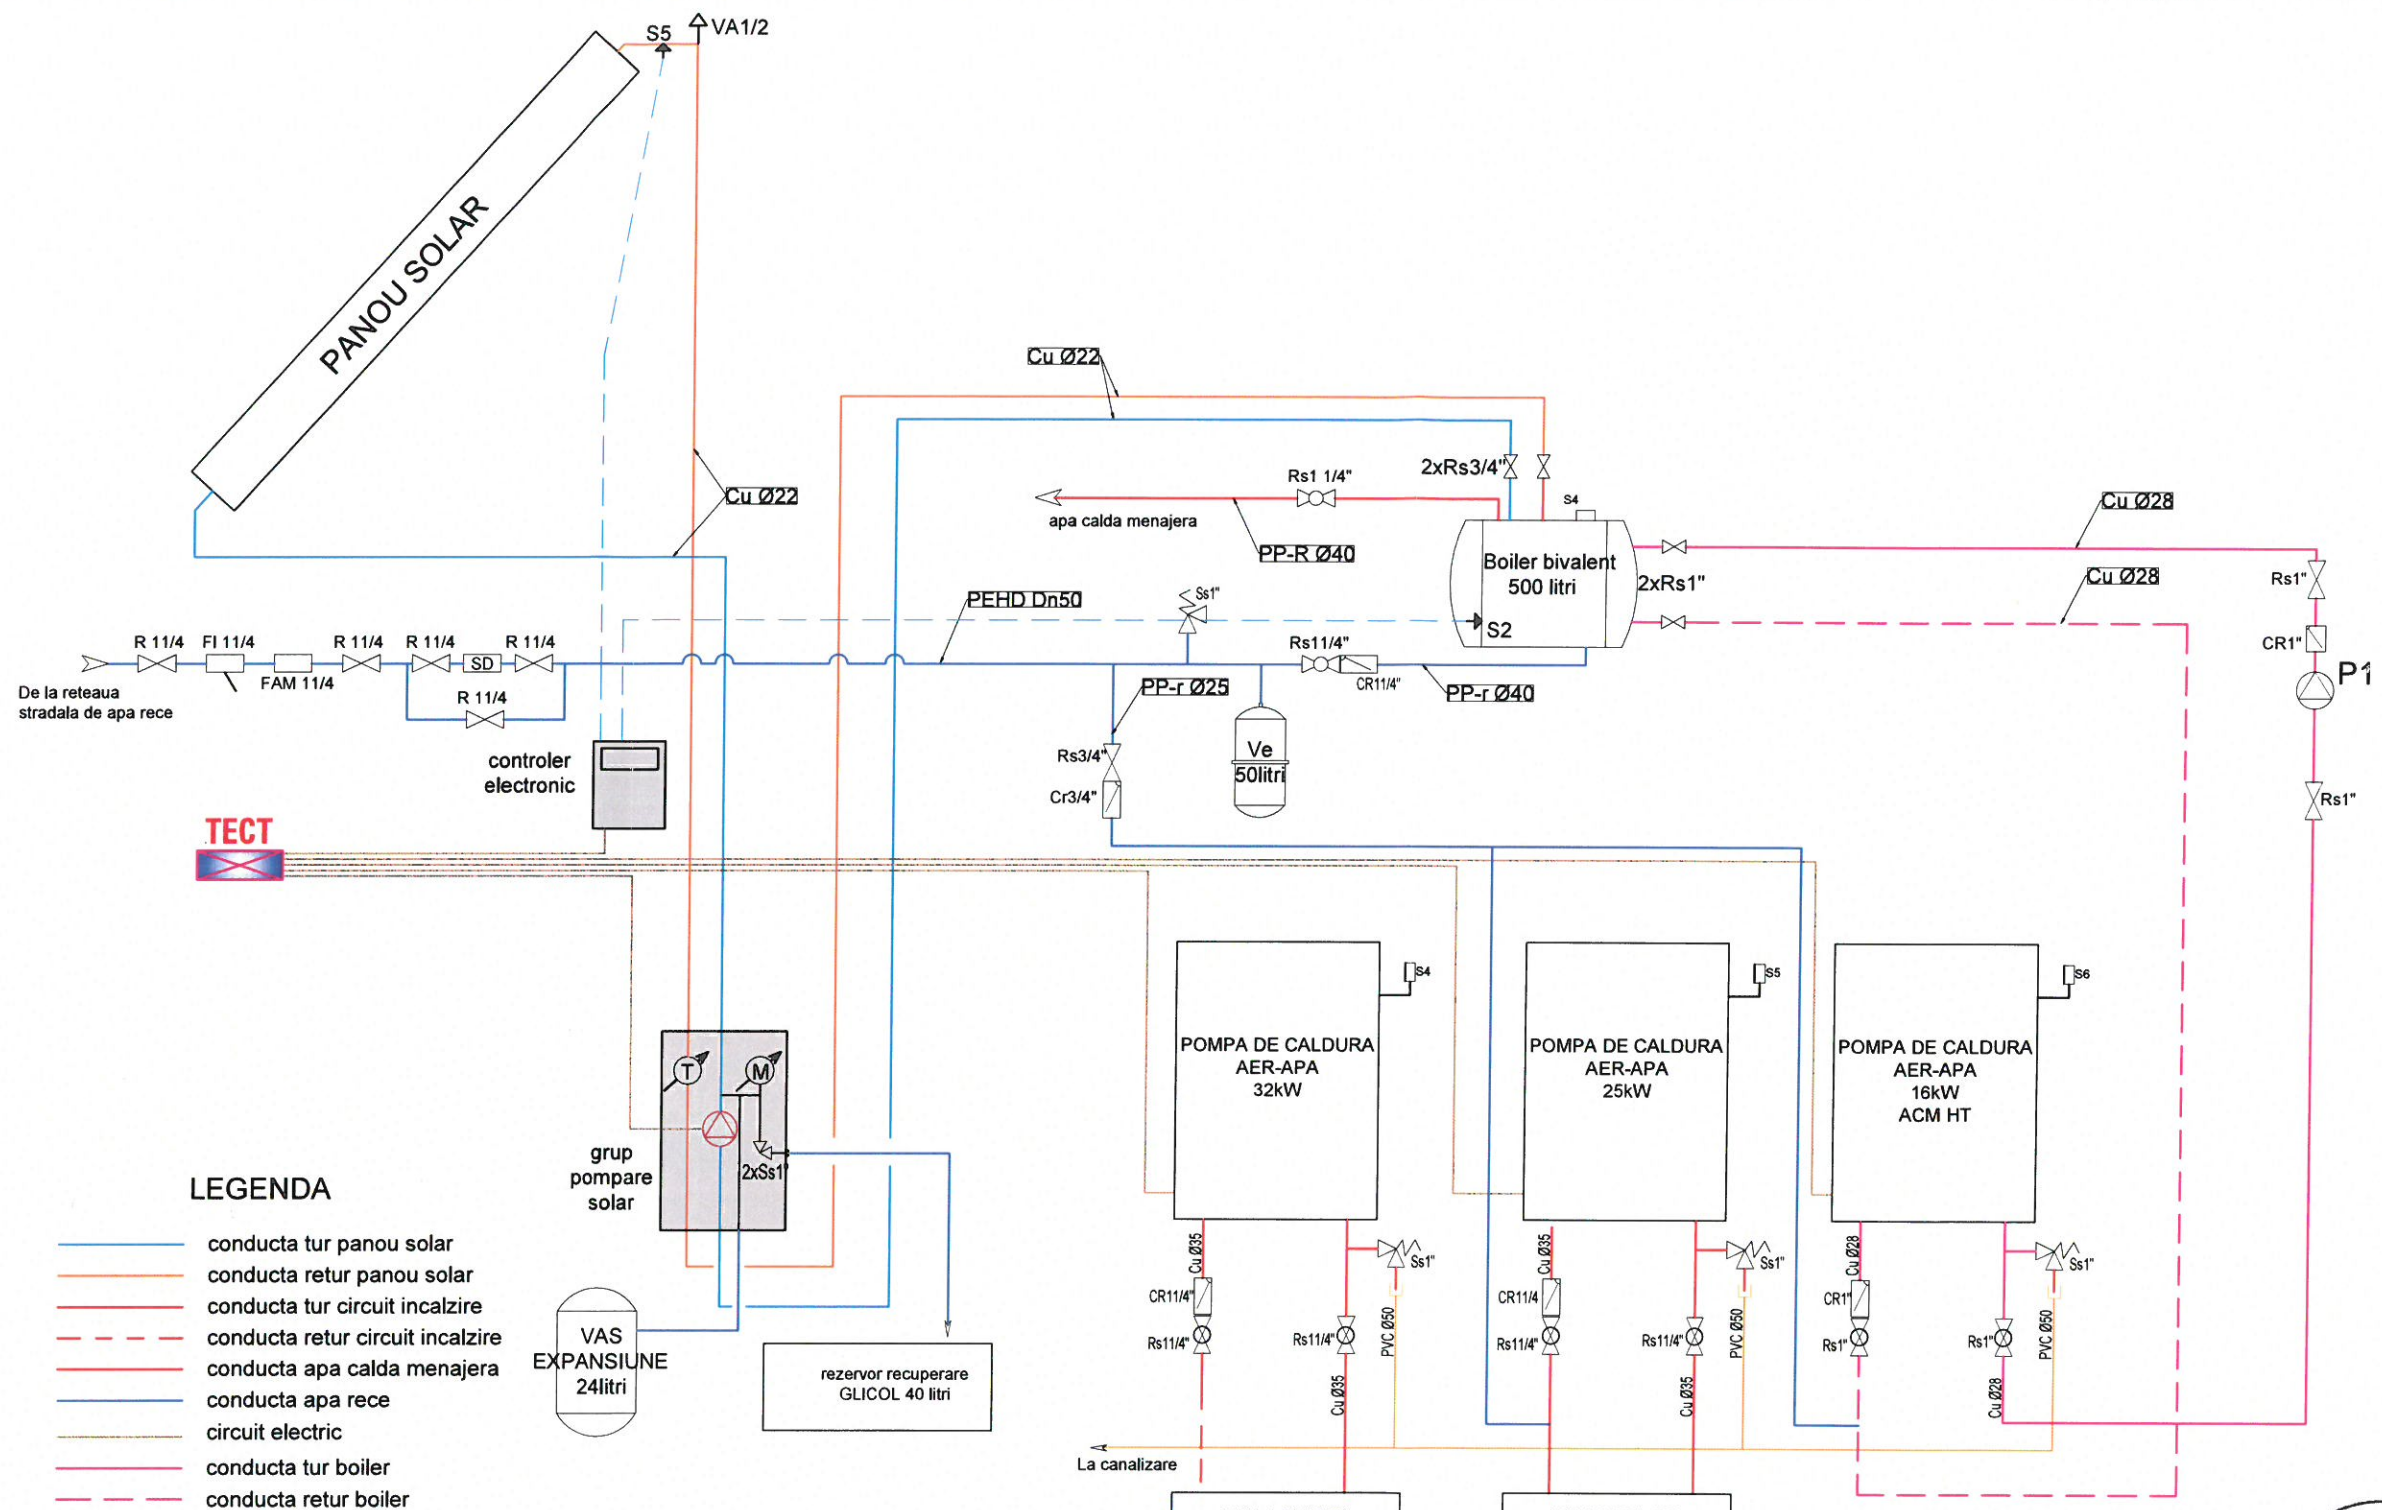 S5
VA1/2
PANOU SOLAR
Cu Ø22
Cu Ø22
Rs1 1/4"
2xRs3/4"
S4
apa calda menajera
PP-R Ø40
Boiler bivalent
500 litri
S2
2xRs1"
Cu Ø28
Cu Ø28
Rs1"
CR1"
P1
Rs1"
PEHD Dn50
Ss1"
Rs11/4"
CR11/4"
PP-r Ø40
PP-r Ø25
R 11/4
FI 11/4
FAM 11/4
R 11/4
R 11/4
SD
R 11/4
R 11/4
De la reteaua
stradala de apa rece
Rs3/4"
Cr3/4"
Ve
50litri
controler
electronic
TECT
POMPA DE CALDURA
AER-APA
32kW
S4
POMPA DE CALDURA
AER-APA
25kW
S5
POMPA DE CALDURA
AER-APA
16kW
ACM HT
S6
T
M
2xSs1"
grup
pompare
solar
VAS
EXPANSIUNE
24litri
rezervor recuperare
GLICOL 40 litri
Cu Ø35
CR11/4"
Rs11/4"
Rs11/4"
Ss1"
PVC Ø50
Cu Ø35
Cu Ø35
CR11/4
Rs11/4"
Rs11/4"
Ss1"
PVC Ø50
Cu Ø35
Cu Ø28
CR1"
Rs1"
Rs1"
Ss1"
PVC Ø50
Cu Ø28
La canalizare
LEGENDA
conducta tur panou solar
conducta retur panou solar
conducta tur circuit incalzire
conducta retur circuit incalzire
conducta apa calda menajera
conducta apa rece
circuit electric
conducta tur boiler
conducta retur boiler